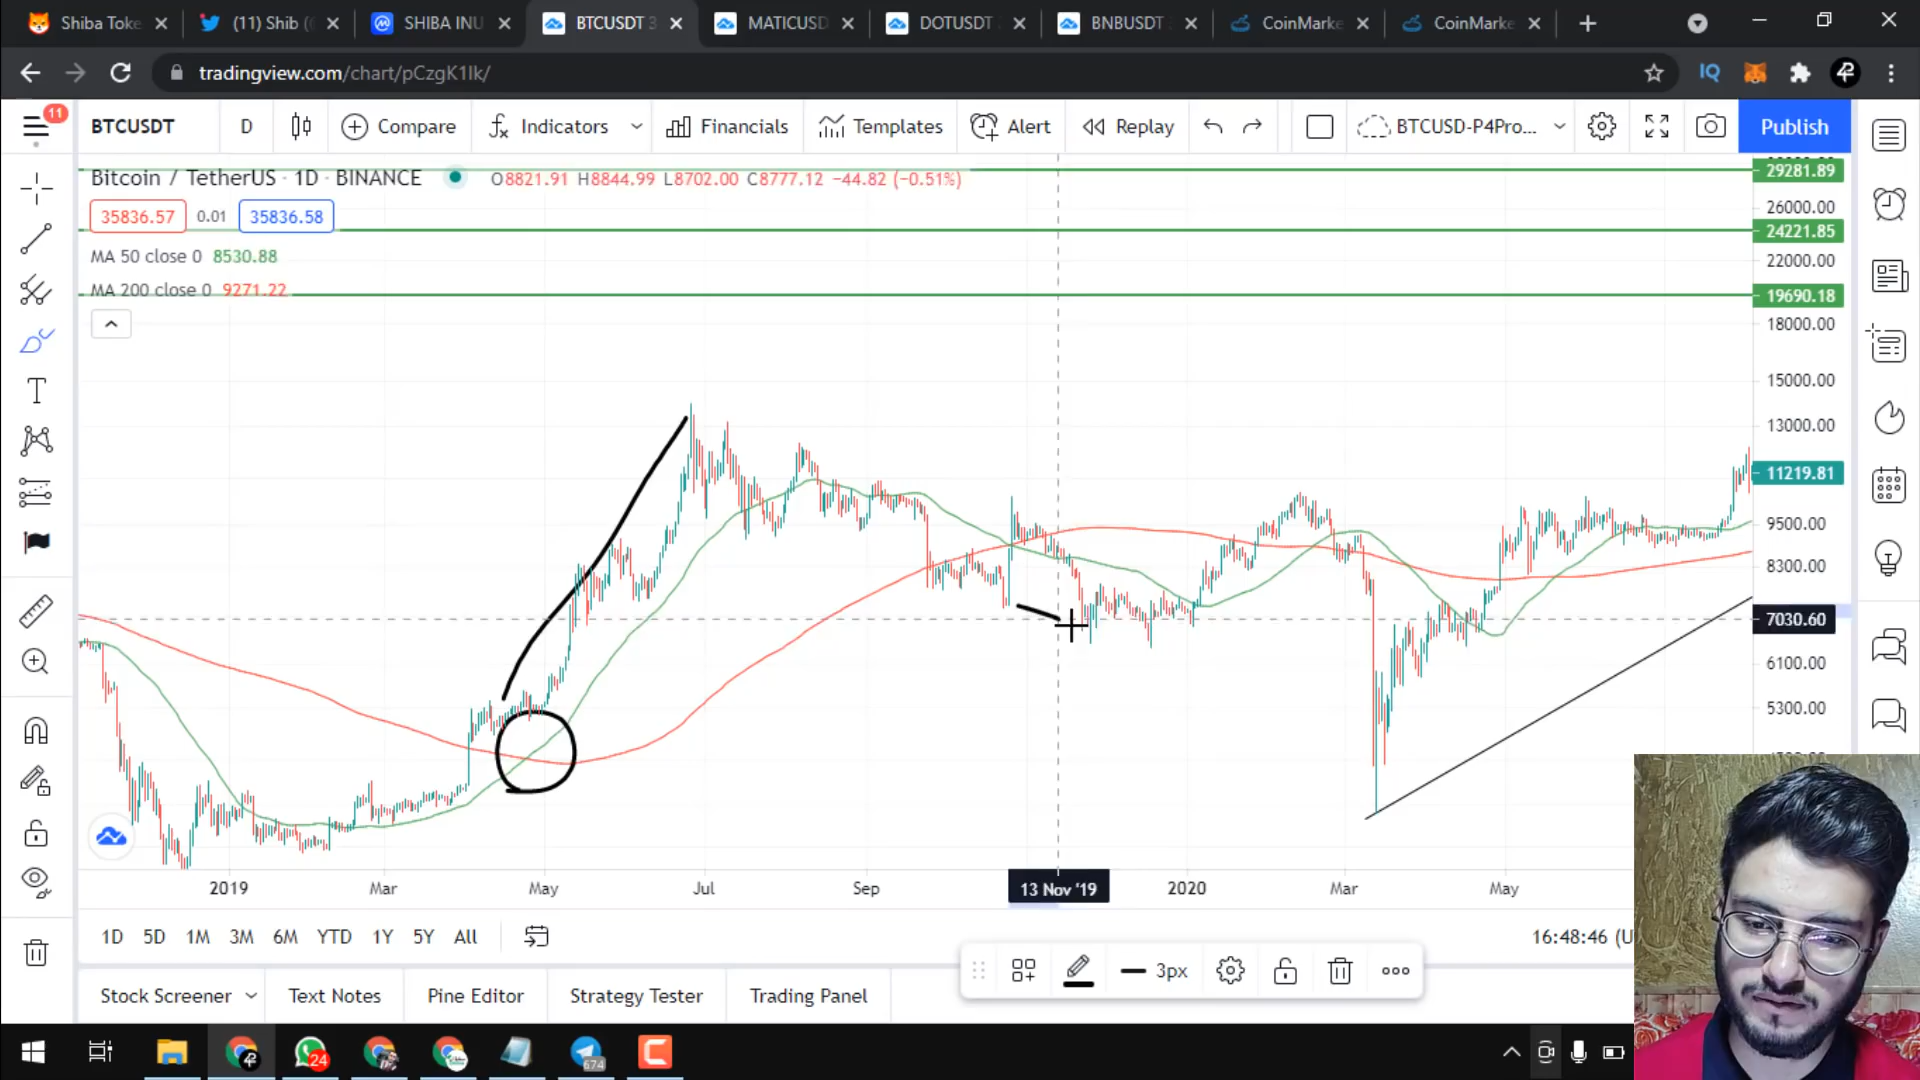 Shiba Toke
(11) Shib (
SHIBA INU
BTCUSDT 3
MATICUSD
DOTUSDT
BNBUSDT
CoinMarke
CoinMarke
tradingview.com/chart/pCzgK1Ik/
IQ
11
BTCUSDT
D
Compare
Indicators
Financials
Templates
Alert
Replay
BTCUSD-P4Pro...
Publish
Bitcoin / TetherUS · 1D · BINANCE
O8821.91 H8844.99 L8702.00 C8777.12 −44.82 (−0.51%)
35836.57
0.01
35836.58
MA 50 close 0 8530.88
MA 200 close 0 9271.22
29281.89
26000.00
24221.85
22000.00
19690.18
18000.00
15000.00
13000.00
11219.81
9500.00
8300.00
7030.60
6100.00
5300.00
2019
Mar
May
Jul
Sep
13 Nov '19
2020
Mar
May
1D
5D
1M
3M
6M
YTD
1Y
5Y
All
16:48:46 (U
3px
Stock Screener
Text Notes
Pine Editor
Strategy Tester
Trading Panel
24
674